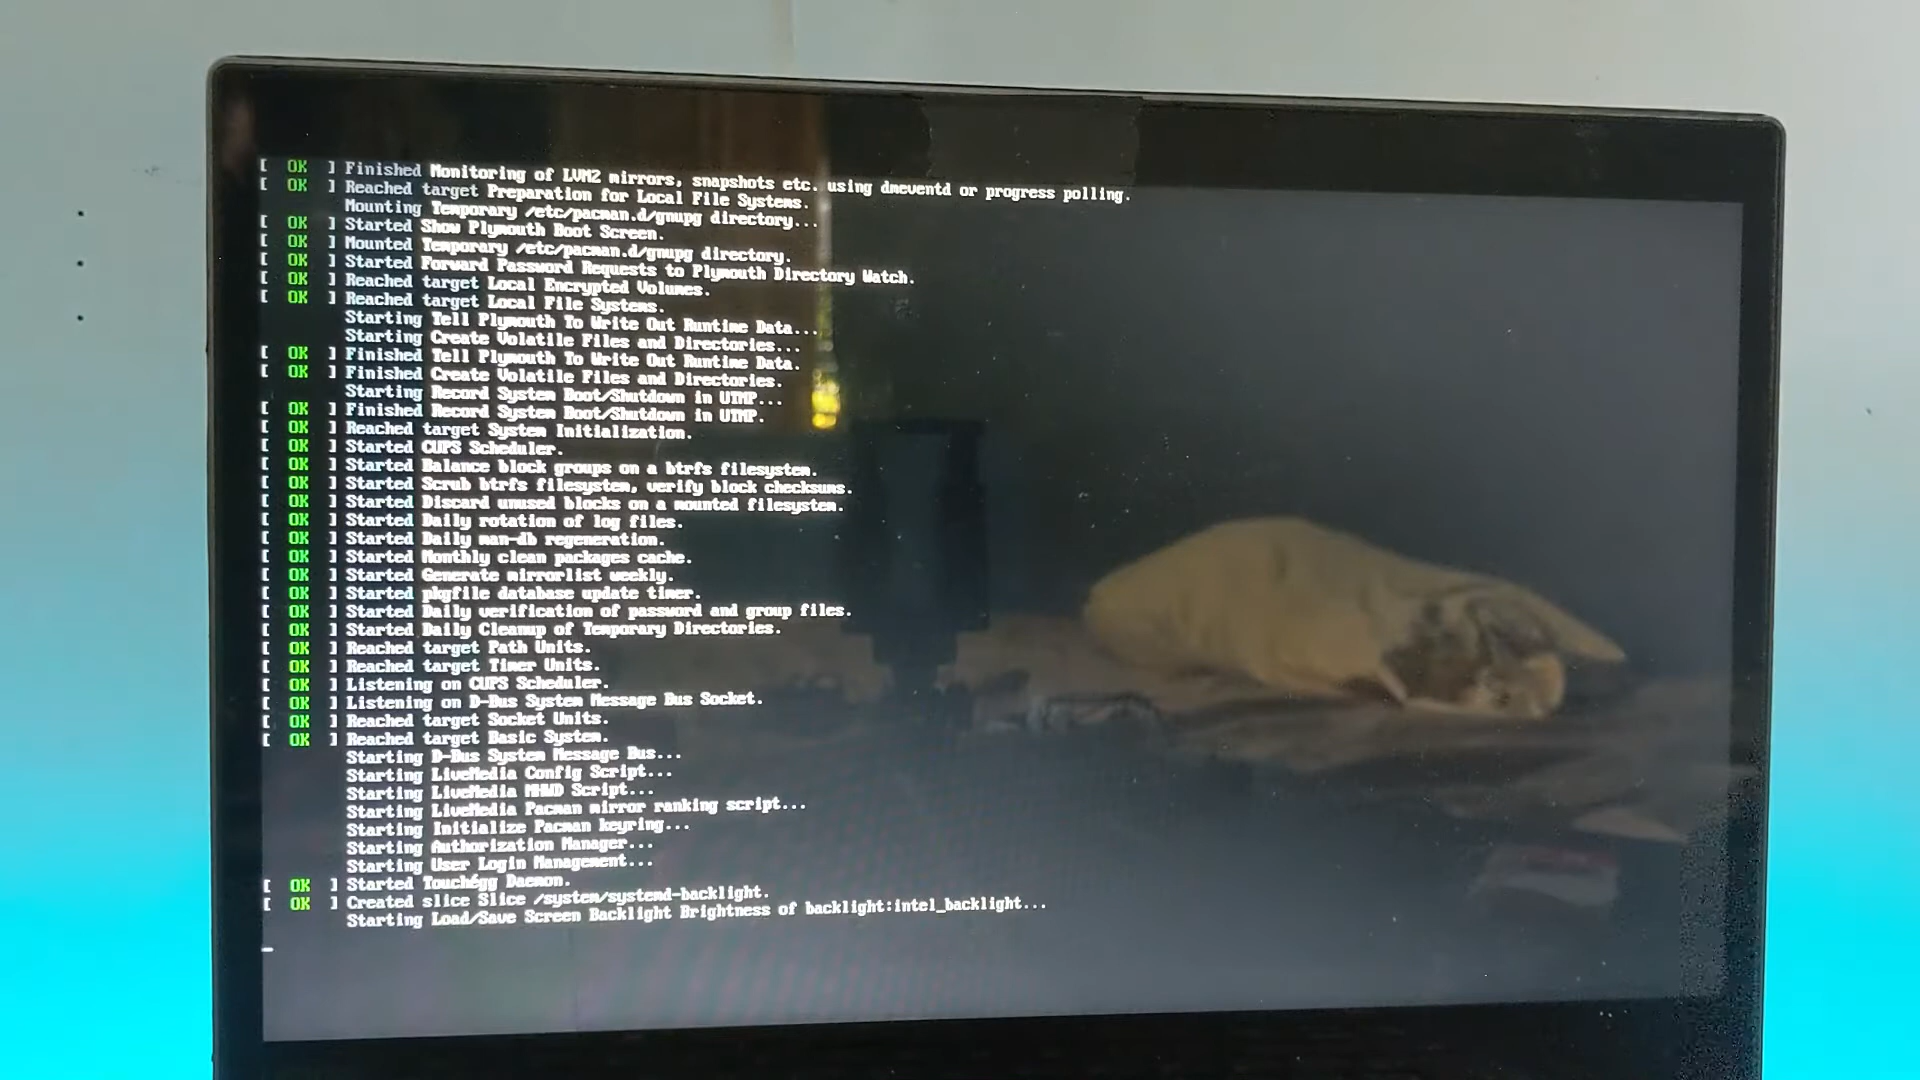 [ OK ] Finished Monitoring of LVM2 mirrors, snapshots etc. using dmeventd or progress polling.
[ OK ] Reached target Preparation for Local File Systems.
Mounting Temporary /etc/pacman.d/gnupg directory...
[ OK ] Started Show Plymouth Boot Screen.
[ OK ] Mounted Temporary /etc/pacman.d/gnupg directory.
[ OK ] Started Forward Password Requests to Plymouth Directory Watch.
[ OK ] Reached target Local Encrypted Volumes.
[ OK ] Reached target Local File Systems.
Starting Tell Plymouth To Write Out Runtime Data...
Starting Create Volatile Files and Directories...
[ OK ] Finished Tell Plymouth To Write Out Runtime Data.
[ OK ] Finished Create Volatile Files and Directories.
Starting Record System Boot/Shutdown in UTMP...
[ OK ] Finished Record System Boot/Shutdown in UTMP.
[ OK ] Reached target System Initialization.
[ OK ] Started CUPS Scheduler.
[ OK ] Started Balance block groups on a btrfs filesystem.
[ OK ] Started Scrub btrfs filesystem, verify block checksums.
[ OK ] Started Discard unused blocks on a mounted filesystem.
[ OK ] Started Daily rotation of log files.
[ OK ] Started Daily man-db regeneration.
[ OK ] Started Monthly clean packages cache.
[ OK ] Started Generate mirrorlist weekly.
[ OK ] Started pkgfile database update timer.
[ OK ] Started Daily verification of password and group files.
[ OK ] Started Daily Cleanup of Temporary Directories.
[ OK ] Reached target Path Units.
[ OK ] Reached target Timer Units.
[ OK ] Listening on CUPS Scheduler.
[ OK ] Listening on D-Bus System Message Bus Socket.
[ OK ] Reached target Socket Units.
[ OK ] Reached target Basic System.
Starting D-Bus System Message Bus...
Starting LiveMedia Config Script...
Starting LiveMedia MHWD Script...
Starting LiveMedia Pacman mirror ranking script...
Starting Initialize Pacman keyring...
Starting Authorization Manager...
Starting User Login Management...
[ OK ] Started Touchégg Daemon.
[ OK ] Created slice Slice /system/systemd-backlight.
Starting Load/Save Screen Backlight Brightness of backlight:intel_backlight...